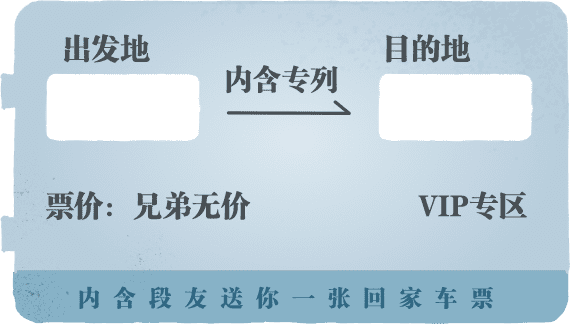 出发地
目的地
内含专列
票价：兄弟无价
VIP专区
内含段友送你一张回家车票